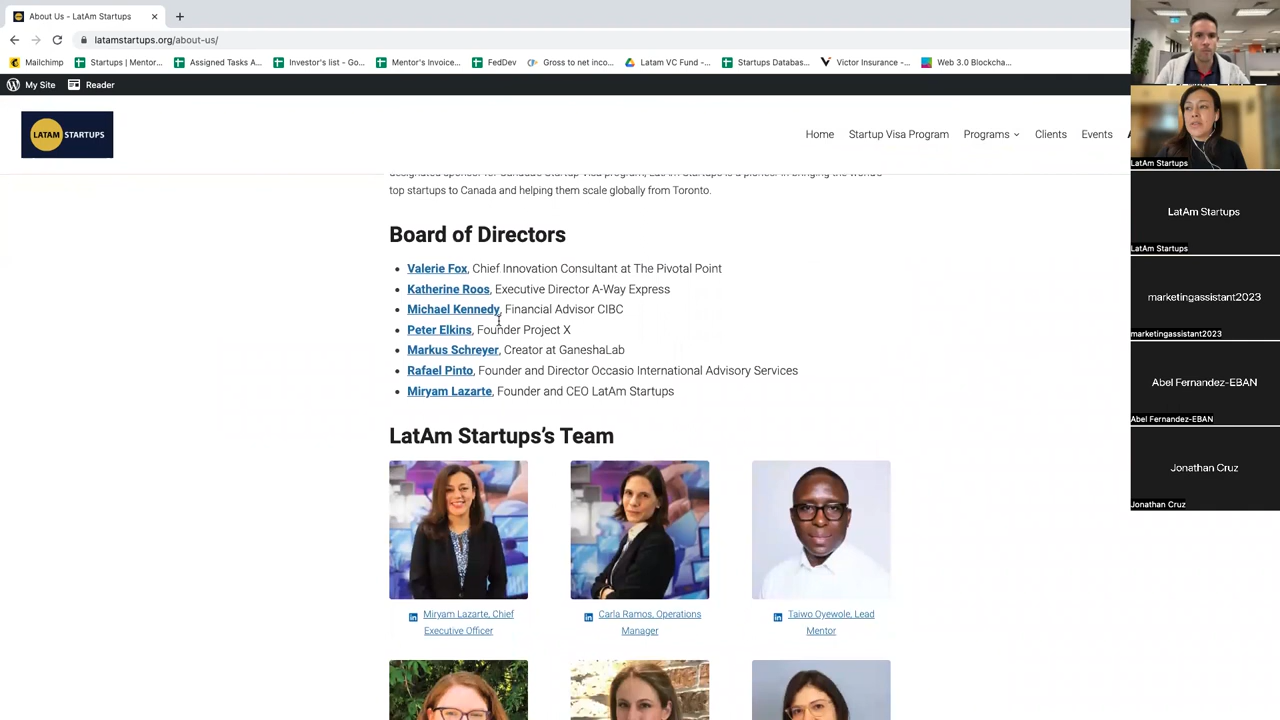 About Us - LatAm Startups
latamstartups.org/about-us/
Mailchimp
Startups | Mentor...
Assigned Tasks A...
Investor's list - Go...
Mentor's Invoice...
FedDev
Gross to net inco...
Latam VC Fund -...
Startups Databas...
Victor Insurance -...
Web 3.0 Blockcha...
My Site
Reader
LATAM STARTUPS
Home
Startup Visa Program
Programs
Clients
Events
top startups to Canada and helping them scale globally from Toronto.
Board of Directors
Valerie Fox, Chief Innovation Consultant at The Pivotal Point
Katherine Roos, Executive Director A-Way Express
Michael Kennedy, Financial Advisor CIBC
Peter Elkins, Founder Project X
Markus Schreyer, Creator at GaneshaLab
Rafael Pinto, Founder and Director Occasio International Advisory Services
Miryam Lazarte, Founder and CEO LatAm Startups
LatAm Startups's Team
Miryam Lazarte, Chief
Executive Officer
Carla Ramos, Operations
Manager
Taiwo Oyewole, Lead
Mentor
LatAm Startups
LatAm Startups
LatAm Startups
marketingassistant2023
marketingassistant2023
Abel Fernandez-EBAN
Abel Fernandez-EBAN
Jonathan Cruz
Jonathan Cruz